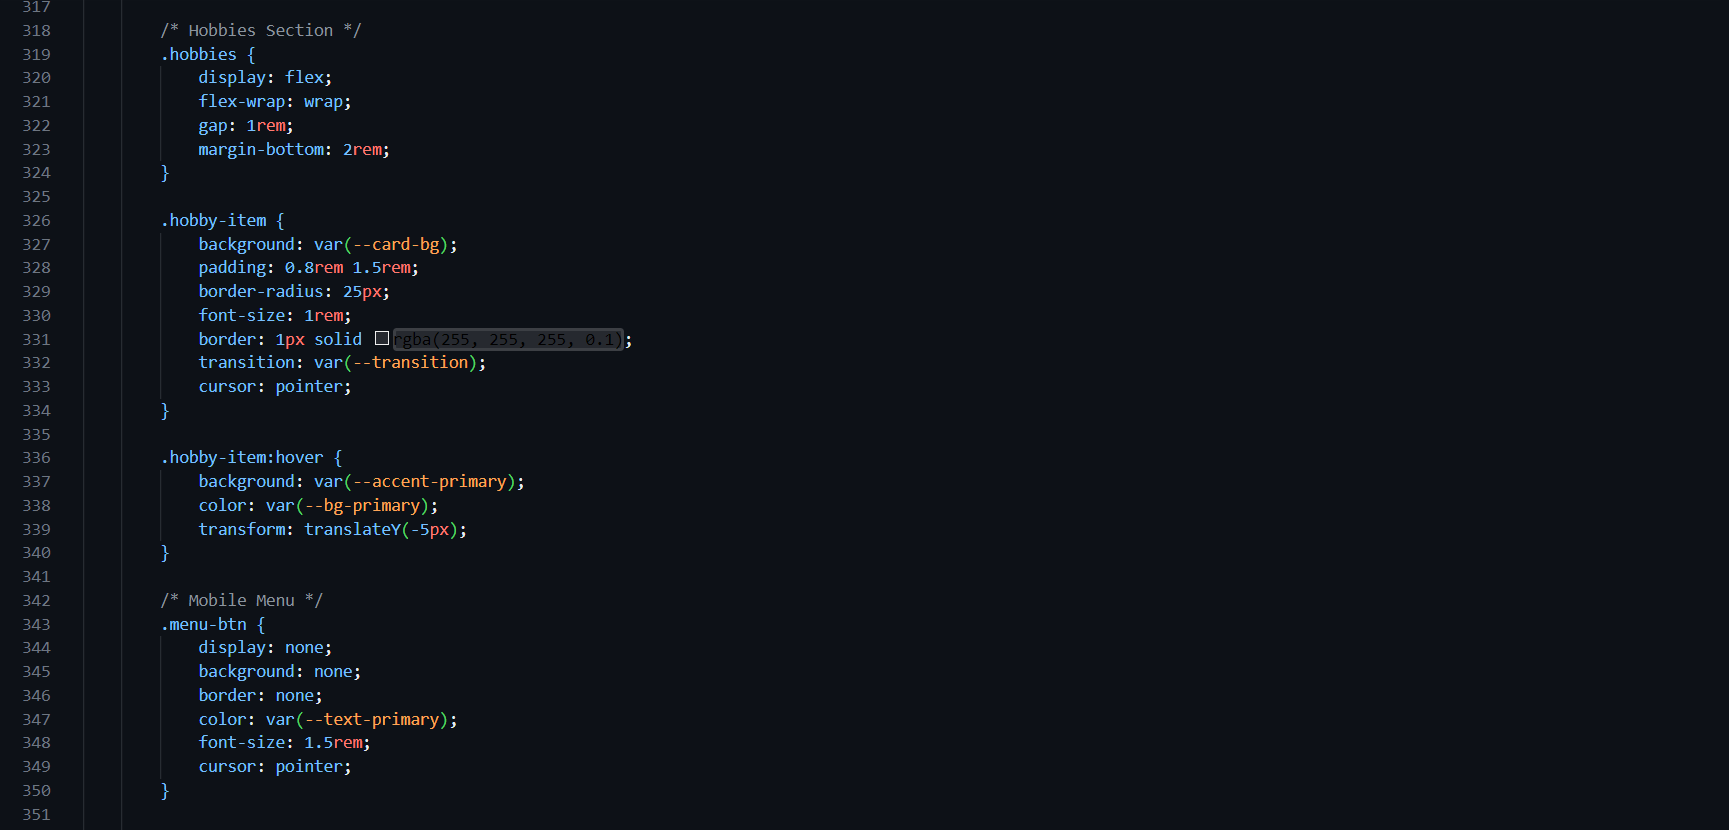 317
318 /* Hobbies Section */
319 .hobbies {
320 display: flex;
321 flex-wrap: wrap;
322 gap: 1rem;
323 margin-bottom: 2rem;
324 }
325
326 .hobby-item {
327 background: var(--card-bg);
328 padding: 0.8rem 1.5rem;
329 border-radius: 25px;
330 font-size: 1rem;
331 border: 1px solid rgba(255, 255, 255, 0.1);
332 transition: var(--transition);
333 cursor: pointer;
334 }
335
336 .hobby-item:hover {
337 background: var(--accent-primary);
338 color: var(--bg-primary);
339 transform: translateY(-5px);
340 }
341
342 /* Mobile Menu */
343 .menu-btn {
344 display: none;
345 background: none;
346 border: none;
347 color: var(--text-primary);
348 font-size: 1.5rem;
349 cursor: pointer;
350 }
351